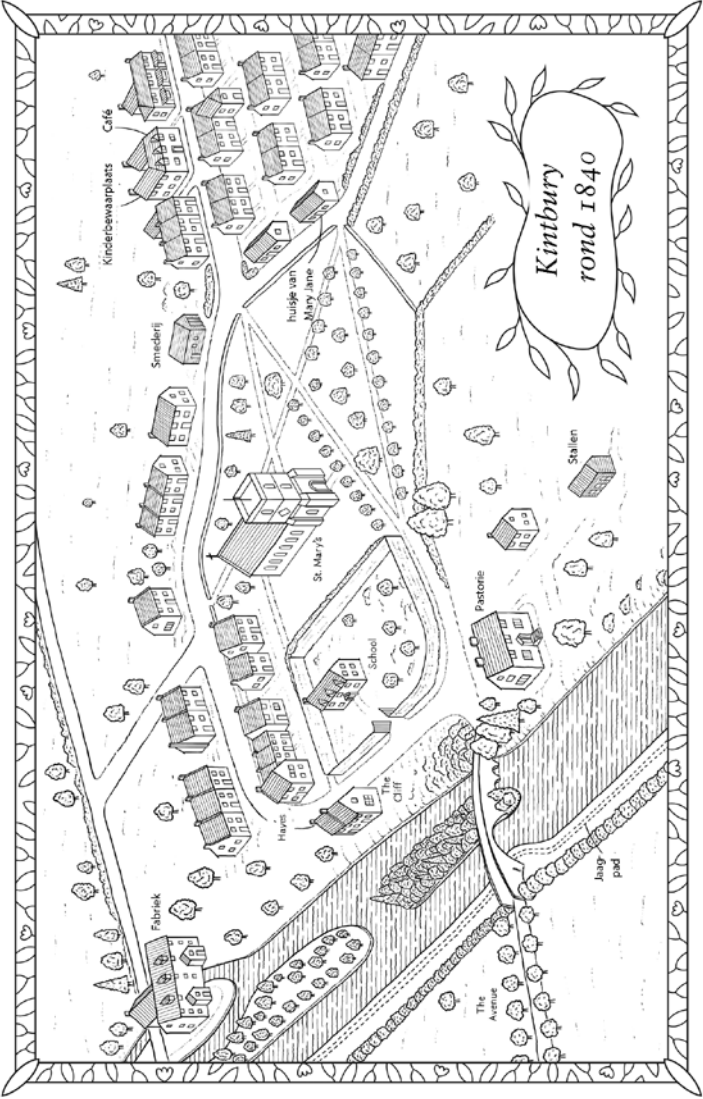 Kinderbewaarplaats
Café
Fabriek
Smederij
Hayes
huisje van
Mary Jane
St. Mary's
School
The
Cliff
Pastorie
The
Avenue
Kintbury
rond 1840
Stallen
Jaag-
pad